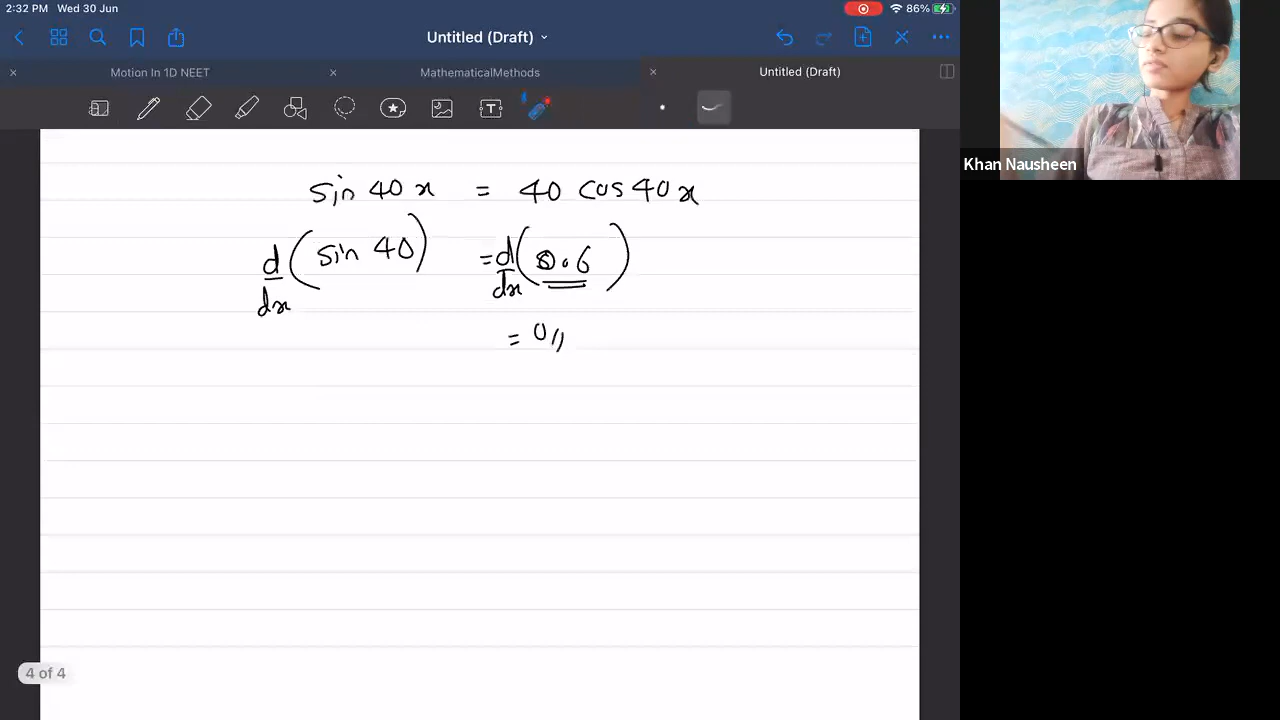 2:32 PM Wed 30 Jun 86%
Untitled (Draft)
Motion In 1D NEET MathematicalMethods Untitled (Draft)
T
Khan Nausheen
sin 40 x = 40 cos 40 x
d/dx (sin 40) = d/dx (0.6)
= 0//
4 of 4